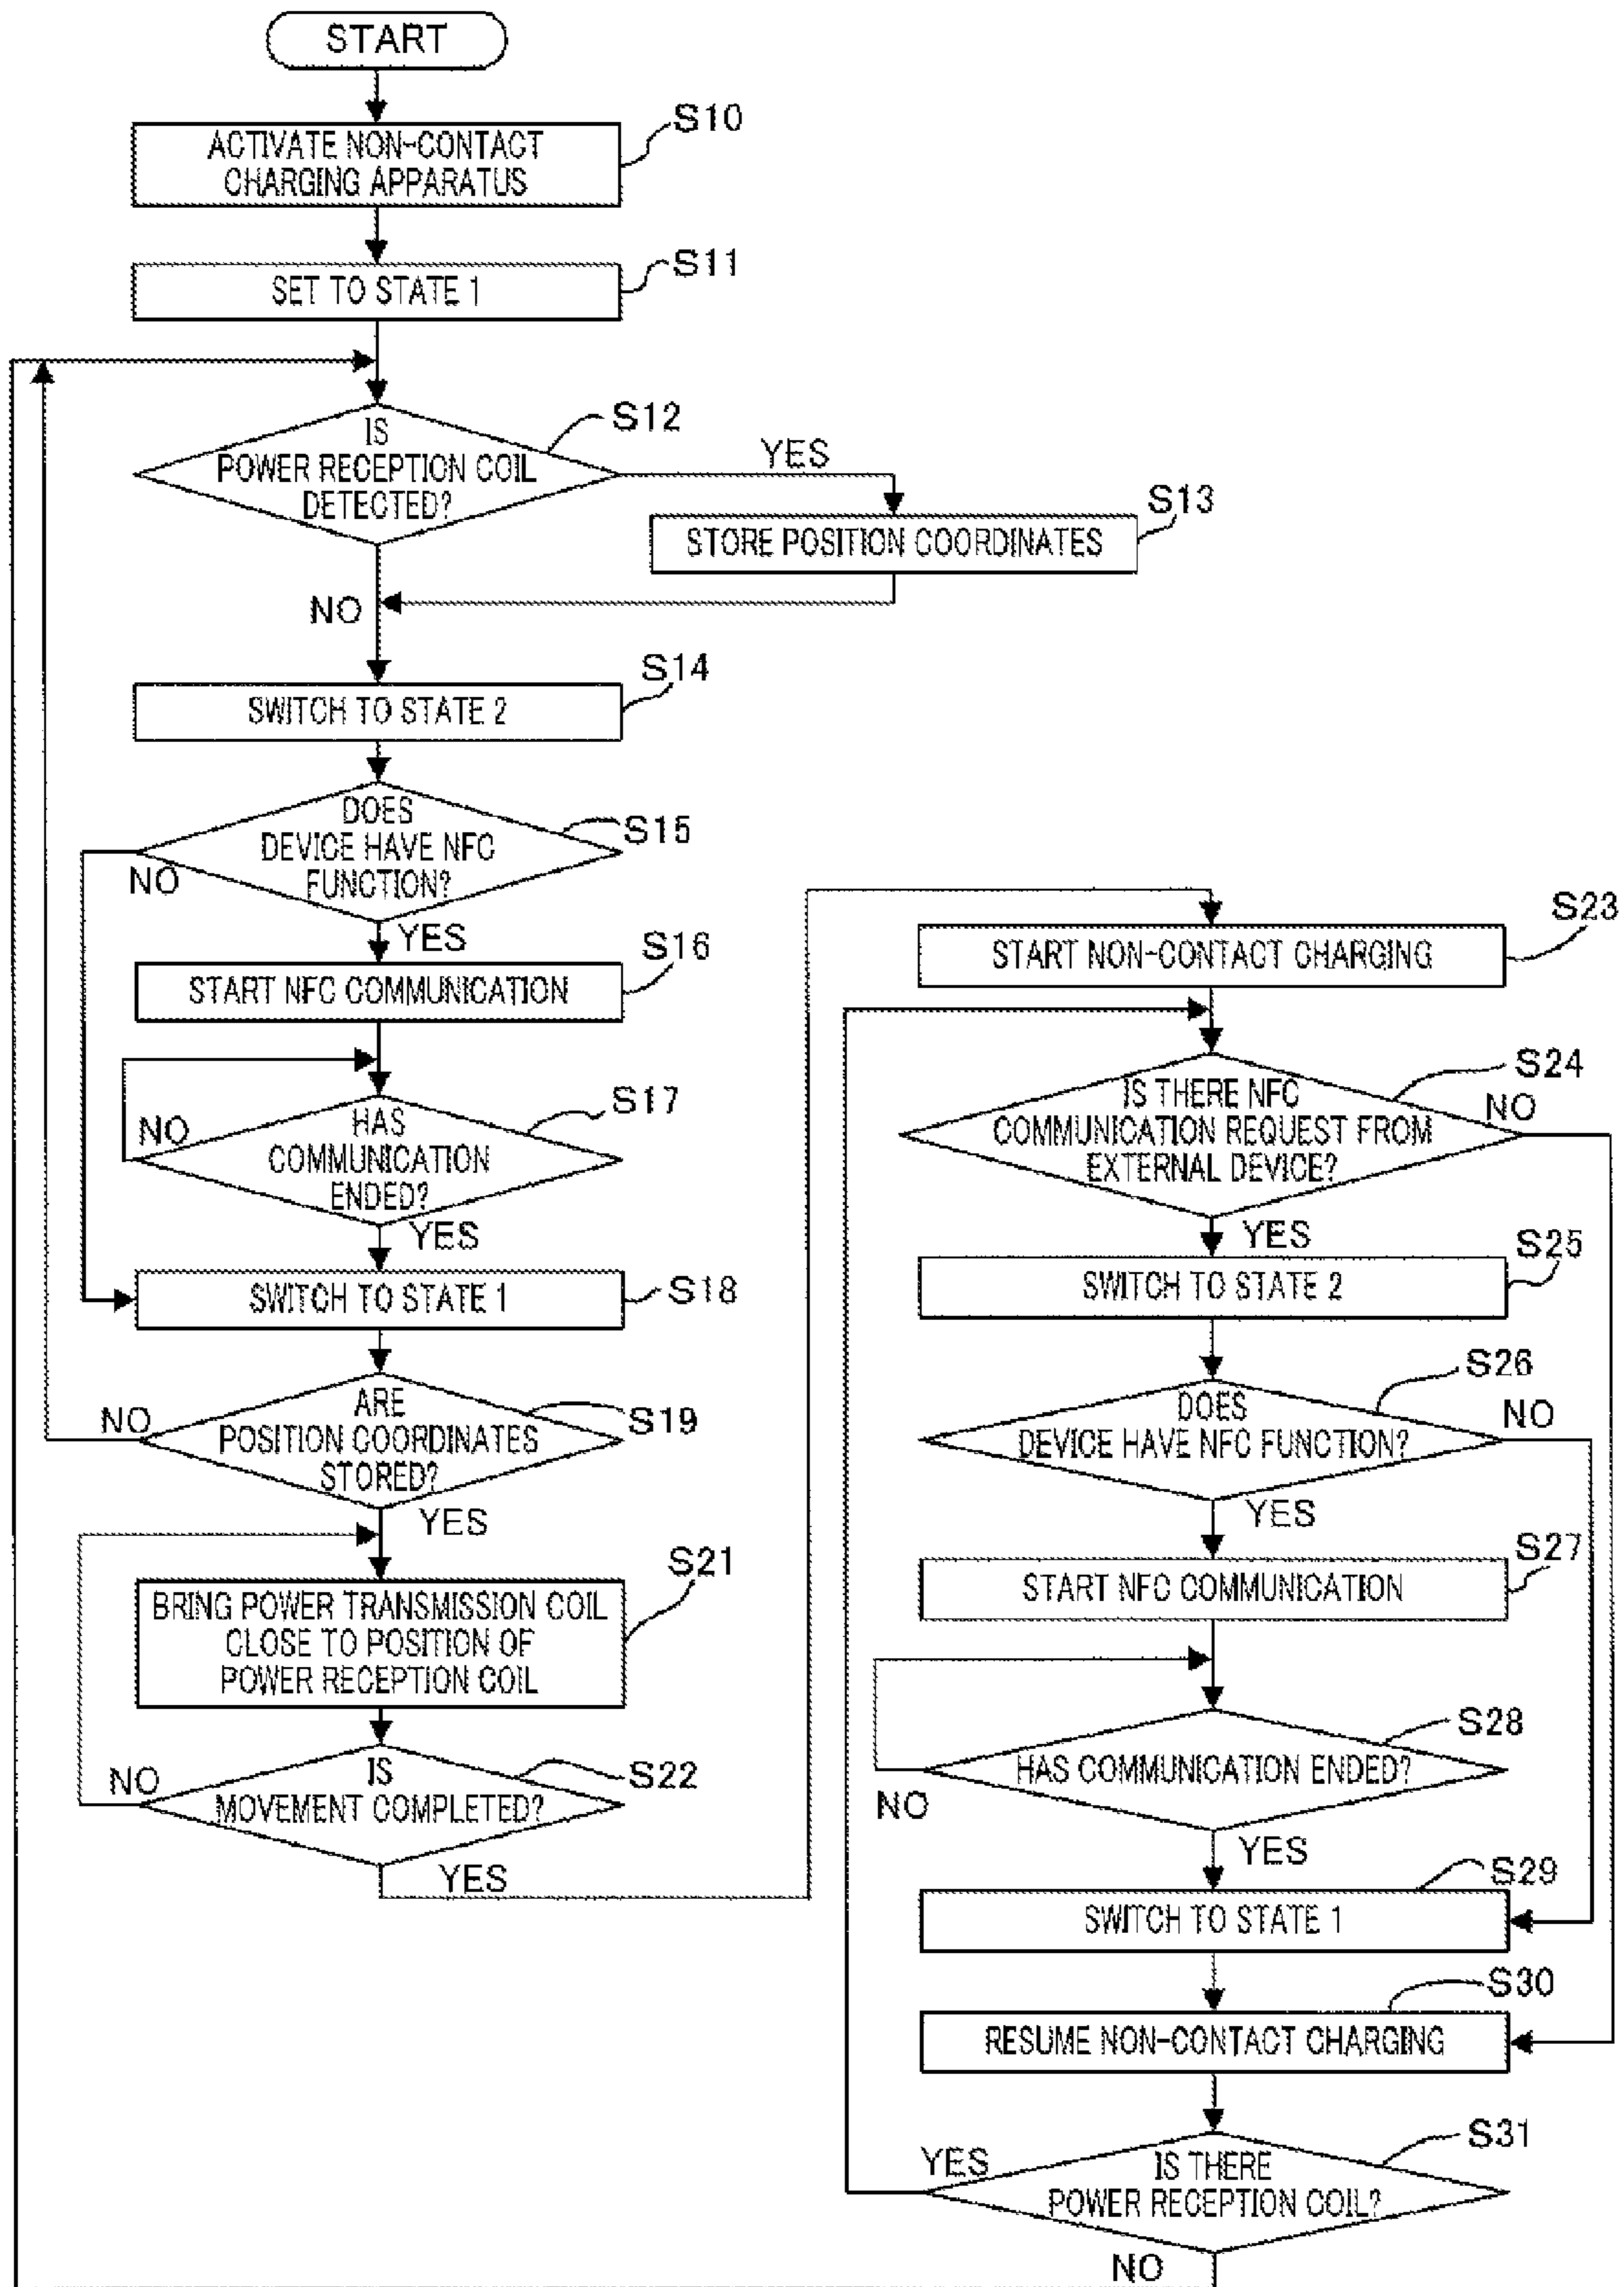 START
S10
ACTIVATE NON-CONTACT
CHARGING APPARATUS
S11
SET TO STATE 1
S12
IS
POWER RECEPTION COIL
DETECTED?
YES
S13
STORE POSITION COORDINATES
NO
S14
SWITCH TO STATE 2
S15
DOES
DEVICE HAVE NFC
FUNCTION?
NO
YES
S16
START NFC COMMUNICATION
S17
HAS
COMMUNICATION
ENDED?
NO
YES
S18
SWITCH TO STATE 1
S19
ARE
POSITION COORDINATES
STORED?
NO
YES
S21
BRING POWER TRANSMISSION COIL
CLOSE TO POSITION OF
POWER RECEPTION COIL
S22
IS
MOVEMENT COMPLETED?
NO
YES
S23
START NON-CONTACT CHARGING
S24
IS THERE NFC
COMMUNICATION REQUEST FROM
EXTERNAL DEVICE?
NO
YES
S25
SWITCH TO STATE 2
S26
DOES
DEVICE HAVE NFC FUNCTION?
NO
YES
S27
START NFC COMMUNICATION
S28
HAS COMMUNICATION ENDED?
NO
YES
S29
SWITCH TO STATE 1
S30
RESUME NON-CONTACT CHARGING
S31
YES
IS THERE
POWER RECEPTION COIL?
NO